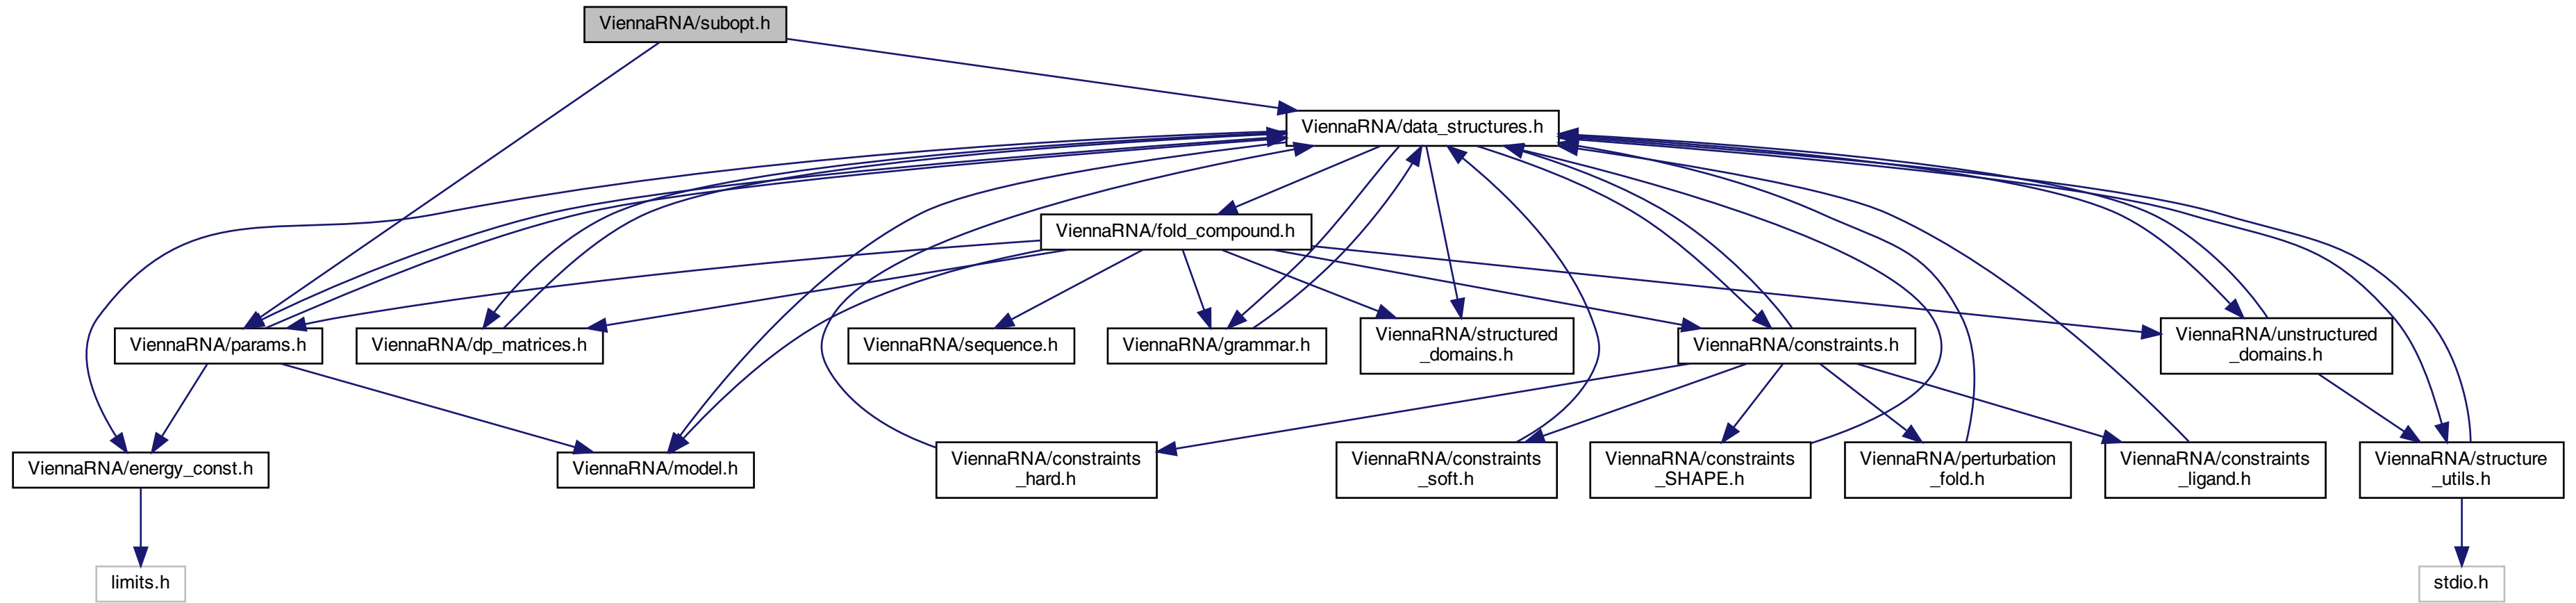 ViennaRNA/subopt.h
ViennaRNA/data_structures.h
ViennaRNA/fold_compound.h
ViennaRNA/params.h
ViennaRNA/dp_matrices.h
ViennaRNA/sequence.h
ViennaRNA/grammar.h
ViennaRNA/structured
_domains.h
ViennaRNA/constraints.h
ViennaRNA/unstructured
_domains.h
ViennaRNA/energy_const.h
ViennaRNA/model.h
ViennaRNA/constraints
_hard.h
ViennaRNA/constraints
_soft.h
ViennaRNA/constraints
_SHAPE.h
ViennaRNA/perturbation
_fold.h
ViennaRNA/constraints
_ligand.h
ViennaRNA/structure
_utils.h
limits.h
stdio.h